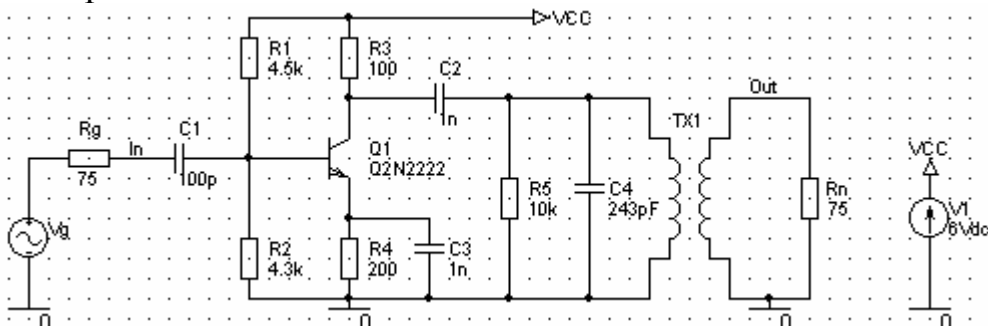 VCC
R1
4.5k
R3
100
C2
1n
Out
TX1
Rg
75
In
C1
100p
Q1
Q2N2222
R5
10k
C4
243pF
Rn
75
VCC
V1
6Vdc
Vg
R2
4.3k
R4
200
C3
1n
0
0
0
0